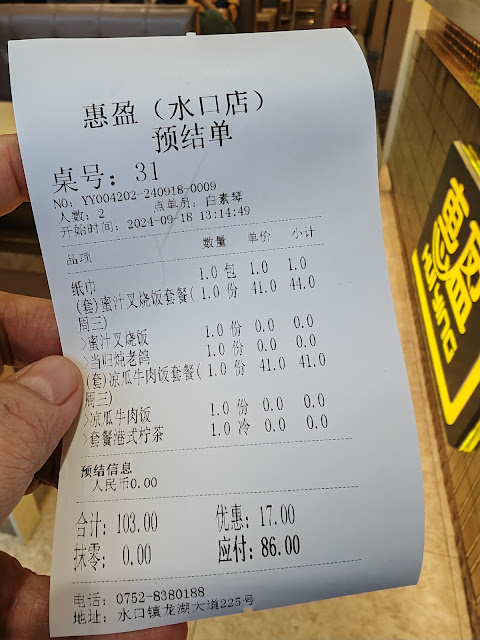 惠盈（水口店）
预结单
桌号：31
NO：YY004202-240918-0009
人数：2 点单员：白素琴
开始时间：2024-09-18 13:14:49
品项 数量 单价 小计
纸巾 1.0 包 1.0 1.0
(套)蜜汁叉烧饭套餐( 1.0 份 41.0 44.0
周三)
>蜜汁叉烧饭 1.0 份 0.0 0.0
>当归炖老鸽 1.0 份 0.0 0.0
(套)凉瓜牛肉饭套餐( 1.0 份 41.0 41.0
周三)
>凉瓜牛肉饭 1.0 份 0.0 0.0
>套餐港式柠茶 1.0 冷 0.0 0.0
预结信息
人民币0.00
合计：103.00 优惠：17.00
抹零：0.00 应付：86.00
电话：0752-8380188
地址：水口镇龙湖大道225号